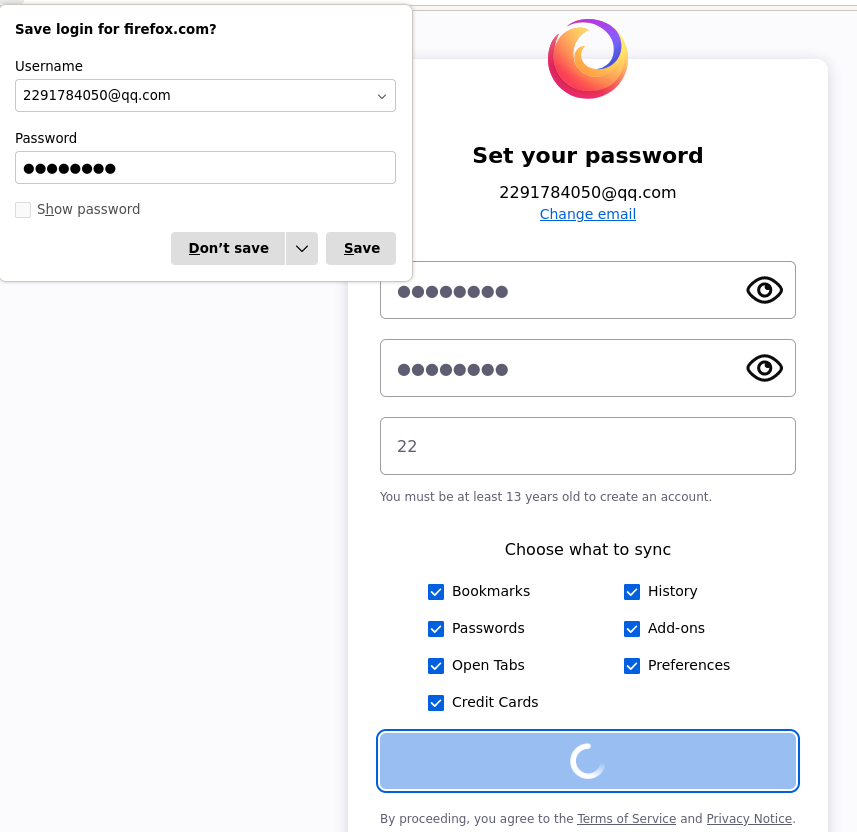 Save login for firefox.com?
Username
2291784050@qq.com
Password
●●●●●●●●
Show password
Don’t save
Save
Set your password
2291784050@qq.com
Change email
●●●●●●●●
●●●●●●●●
22
You must be at least 13 years old to create an account.
Choose what to sync
Bookmarks
History
Passwords
Add-ons
Open Tabs
Preferences
Credit Cards
By proceeding, you agree to the Terms of Service and Privacy Notice.